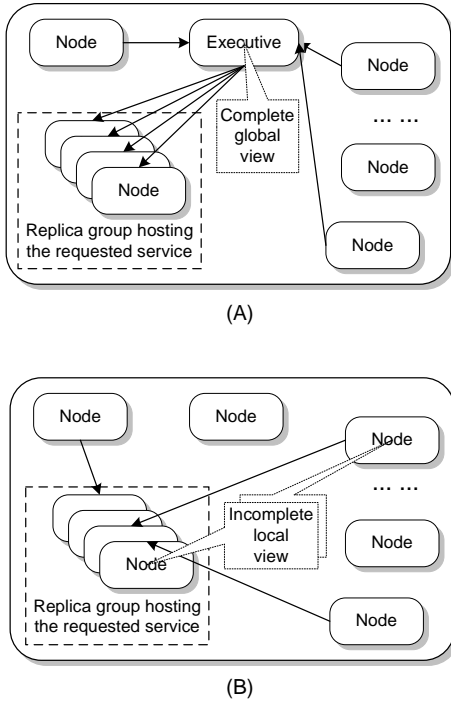 Node
Executive
Node
... ...
Complete
global
view
Node
Node
Replica group hosting
the requested service
Node
(A)
Node
Node
Node
... ...
Incomplete
local
view
Node
Node
Replica group hosting
the requested service
Node
(B)